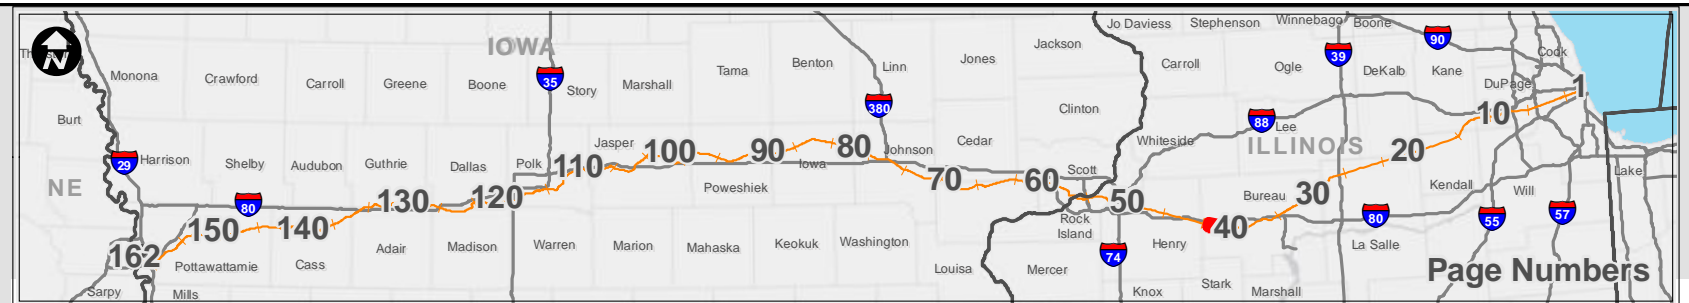 Jo Daviess Stephenson Winnebago Boone
IOWA
90
Th
N
Jackson
39
Cook
Monona Crawford Carroll Greene Boone 35 Story Marshall Tama Benton Linn Jones Carroll Ogle DeKalb Kane
DuPage 1
380
Clinton
10
Burt
88 Lee
Whiteside
ILLINOIS
Jasper 100 90 80 Johnson Cedar
20
29 Harrison Shelby Audubon Guthrie Dallas Polk 110 Iowa
Scott
Lake
NE
Poweshiek
70 60
Kendall Will
80 130 120
50 Bureau 30
150 140
Rock
Island
40
80 55 57
162
Adair Madison Warren Marion Mahaska Keokuk Washington
74 Henry La Salle
Pottawattamie Cass
Louisa Mercer
Page Numbers
Stark
Sarpy Mills
Knox Marshall